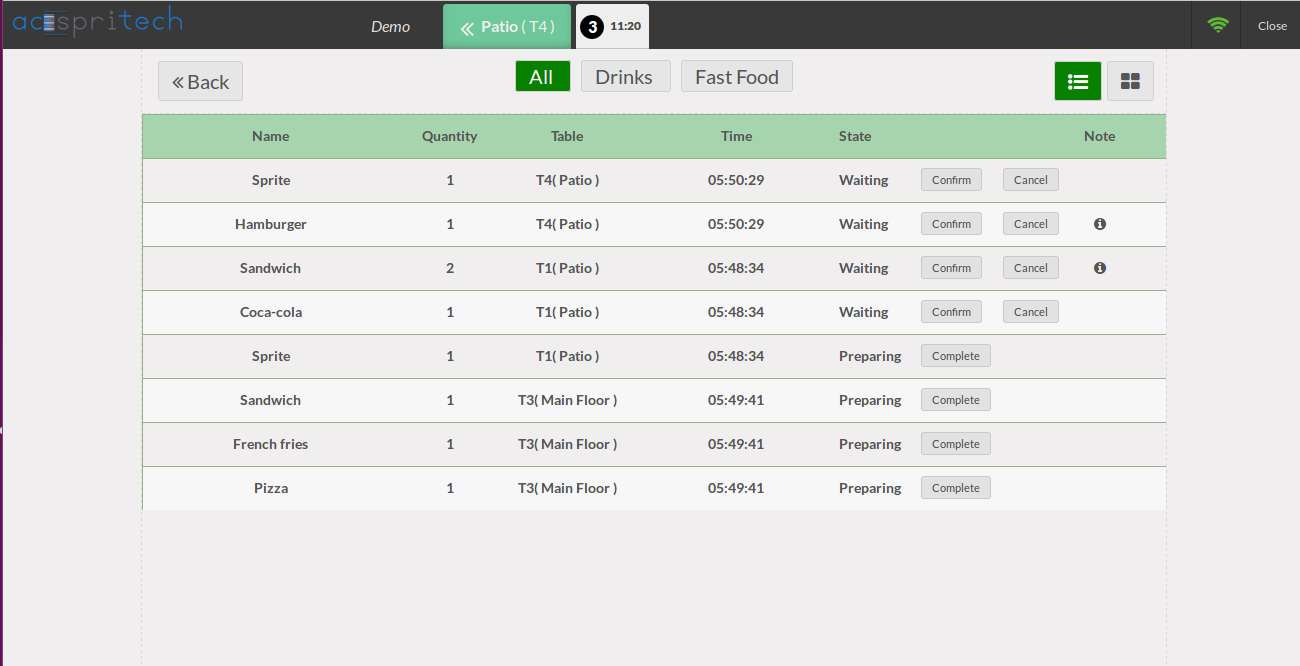 acespritech Demo « Patio ( T4 ) 3 11:20 Close
« Back All Drinks Fast Food
Name Quantity Table Time State Note
Sprite 1 T4( Patio ) 05:50:29 Waiting Confirm Cancel
Hamburger 1 T4( Patio ) 05:50:29 Waiting Confirm Cancel
Sandwich 2 T1( Patio ) 05:48:34 Waiting Confirm Cancel
Coca-cola 1 T1( Patio ) 05:48:34 Waiting Confirm Cancel
Sprite 1 T1( Patio ) 05:48:34 Preparing Complete
Sandwich 1 T3( Main Floor ) 05:49:41 Preparing Complete
French fries 1 T3( Main Floor ) 05:49:41 Preparing Complete
Pizza 1 T3( Main Floor ) 05:49:41 Preparing Complete